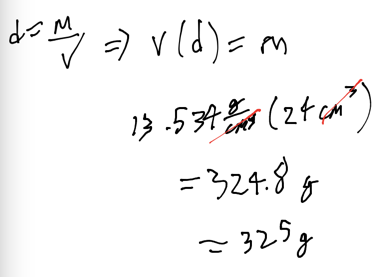 d = M/V ⇒ V(d) = m
13.534 g/cm³ (24 cm³)
= 324.8 g
≈ 325 g